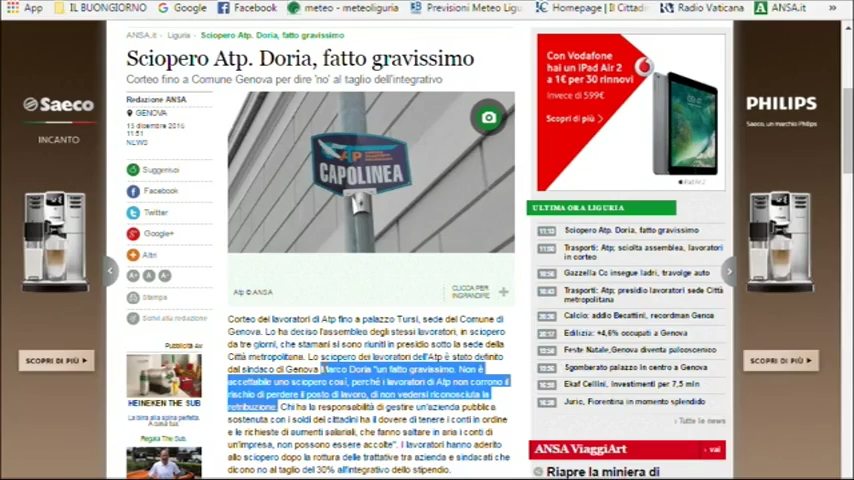 App IL BUONGIORNO Google Facebook meteo - meteoliguria Previsioni Meteo Ligu Homepage | Il Cittadi Radio Vaticana ANSA.it »
ANSA.it › Liguria › Sciopero Atp. Doria, fatto gravissimo
Sciopero Atp. Doria, fatto gravissimo
Corteo fino a Comune Genova per dire 'no' al taglio dell'integrativo
Redazione ANSA
GENOVA
13 dicembre 2016
11:51
NEWS
Suggerisci
Facebook
Twitter
Google+
Altri
A+ A A-
Stampa
Scrivi alla redazione
Pubblicità
HEINEKEN THE SUB
La birra alla spina perfetta.
A casa tua.
Regala The Sub.
ATP
CAPOLINEA
Atp © ANSA
CLICCA PER
INGRANDIRE
Corteo dei lavoratori di Atp fino a palazzo Tursi, sede del Comune di
Genova. Lo ha deciso l'assemblea degli stessi lavoratori, in sciopero
da tre giorni, che stamani si sono riuniti in presidio sotto la sede della
Città metropolitana. Lo sciopero dei lavoratori dell'Atp è stato definito
dal sindaco di Genova Marco Doria "un fatto gravissimo. Non è
accettabile uno sciopero così, perché i lavoratori di Atp non corrono il
rischio di perdere il posto di lavoro, di non vedersi riconosciuta la
retribuzione. Chi ha la responsabilità di gestire un'azienda pubblica
sostenuta con i soldi dei cittadini ha il dovere di tenere i conti in ordine
e le richieste di aumenti salariali, che fanno saltare in aria i conti di
un'impresa, non possono essere accolte". I lavoratori hanno aderito
allo sciopero dopo la rottura delle trattative tra azienda e sindacati che
dicono no al taglio del 30% all'integrativo dello stipendio.
Con Vodafone
hai un iPad Air 2
a 1€ per 30 rinnovi
Invece di 599€
Scopri di più
iPad Air 2
ULTIMA ORA LIGURIA
11:13 Sciopero Atp. Doria, fatto gravissimo
Trasporti: Atp; sciolta assemblea, lavoratori
in corteo
Gazzella Cc insegue ladri, travolge auto
Trasporti: Atp; presidio lavoratori sede Città
metropolitana
Calcio: addio Becattini, recordman Genoa
Edilizia: +4,6% occupati a Genova
Feste Natale,Genova diventa palcoscenico
Sgomberato palazzo in centro a Genova
Ekaf Cellini, Investimenti per 7,5 mln
Juric, Fiorentina in momento splendido
› Tutte le news
ANSA ViaggiArt › vai
Riapre la miniera di
Saeco
INCANTO
SCOPRI DI PIÙ
PHILIPS
Saeco, un marchio Philips
SCOPRI DI PIÙ